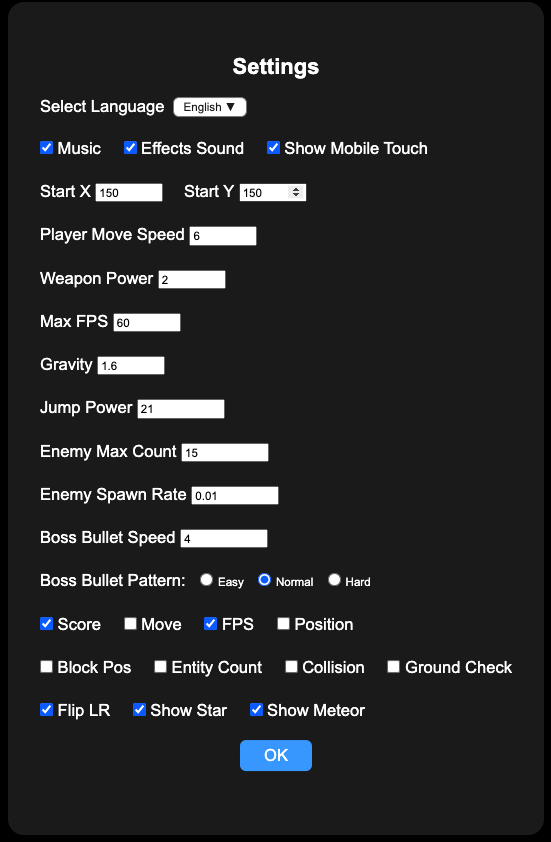 Settings
Select Language English ▼
Music Effects Sound Show Mobile Touch
Start X 150 Start Y 150
Player Move Speed 6
Weapon Power 2
Max FPS 60
Gravity 1.6
Jump Power 21
Enemy Max Count 15
Enemy Spawn Rate 0.01
Boss Bullet Speed 4
Boss Bullet Pattern: Easy Normal Hard
Score Move FPS Position
Block Pos Entity Count Collision Ground Check
Flip LR Show Star Show Meteor
OK